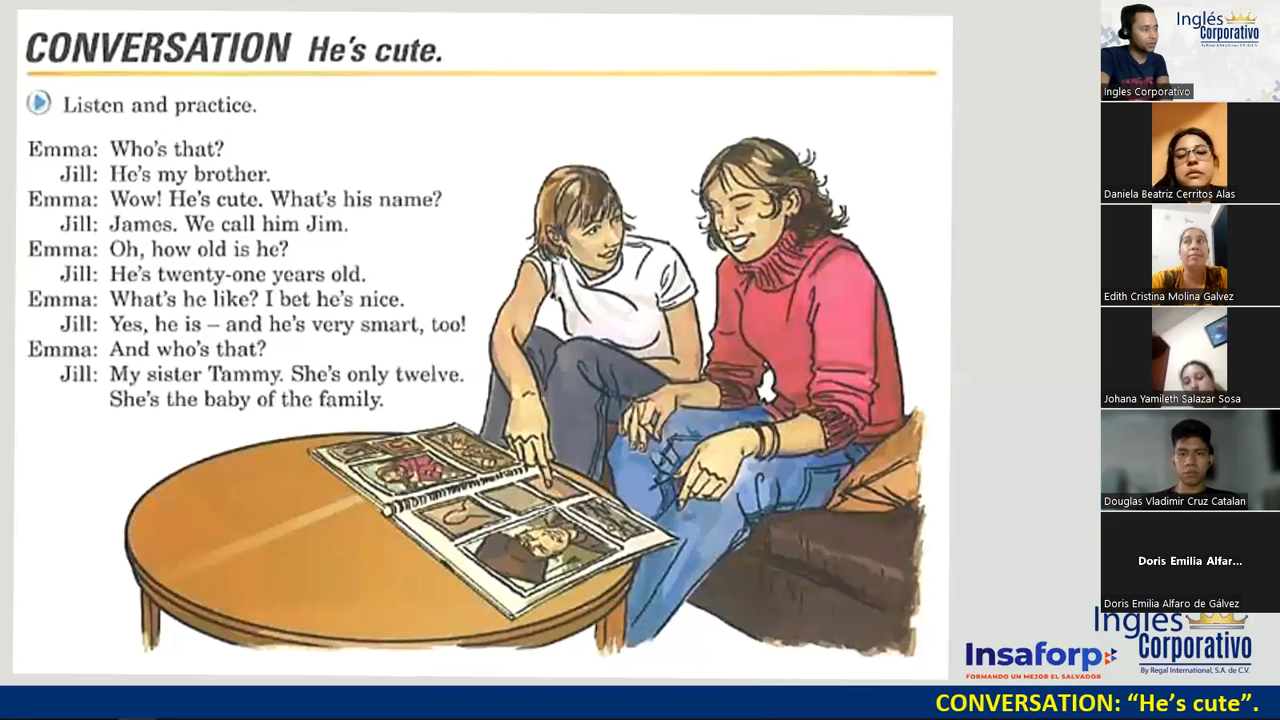 CONVERSATION He's cute.
Listen and practice.
Emma: Who's that?
Jill: He's my brother.
Emma: Wow! He's cute. What's his name?
Jill: James. We call him Jim.
Emma: Oh, how old is he?
Jill: He's twenty-one years old.
Emma: What's he like? I bet he's nice.
Jill: Yes, he is – and he's very smart, too!
Emma: And who's that?
Jill: My sister Tammy. She's only twelve.
She's the baby of the family.
Inglés
Corporativo
By Regal International, S.A. de C.V.
Ingles Corporativo
Daniela Beatriz Cerritos Alas
Edith Cristina Molina Galvez
Johana Yamileth Salazar Sosa
Douglas Vladimir Cruz Catalan
Doris Emilia Alfar...
Doris Emilia Alfaro de Gálvez
Insaforp
FORMANDO UN MEJOR EL SALVADOR
Inglés
Corporativo
By Regal International, S.A. de C.V.
CONVERSATION: “He’s cute”.